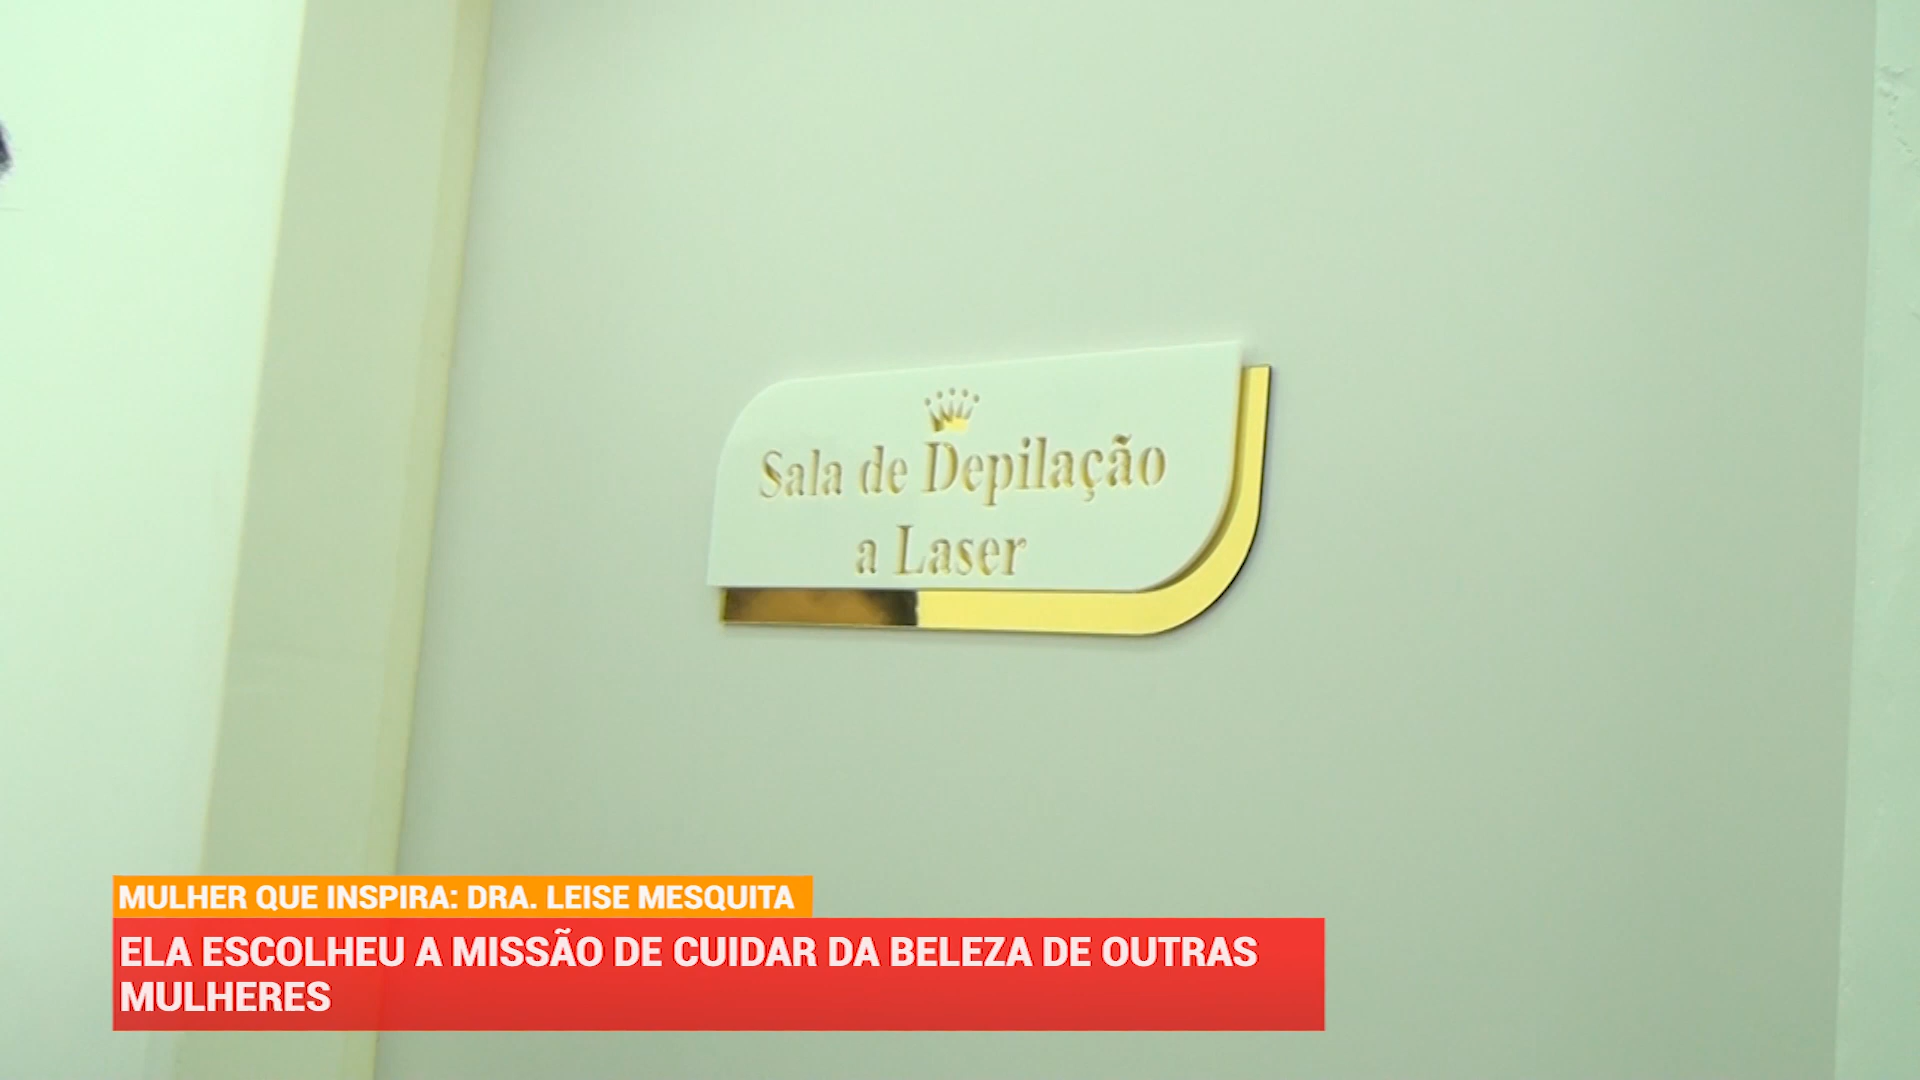 Sala de Depilação
a Laser
MULHER QUE INSPIRA: DRA. LEISE MESQUITA
ELA ESCOLHEU A MISSÃO DE CUIDAR DA BELEZA DE OUTRAS
MULHERES